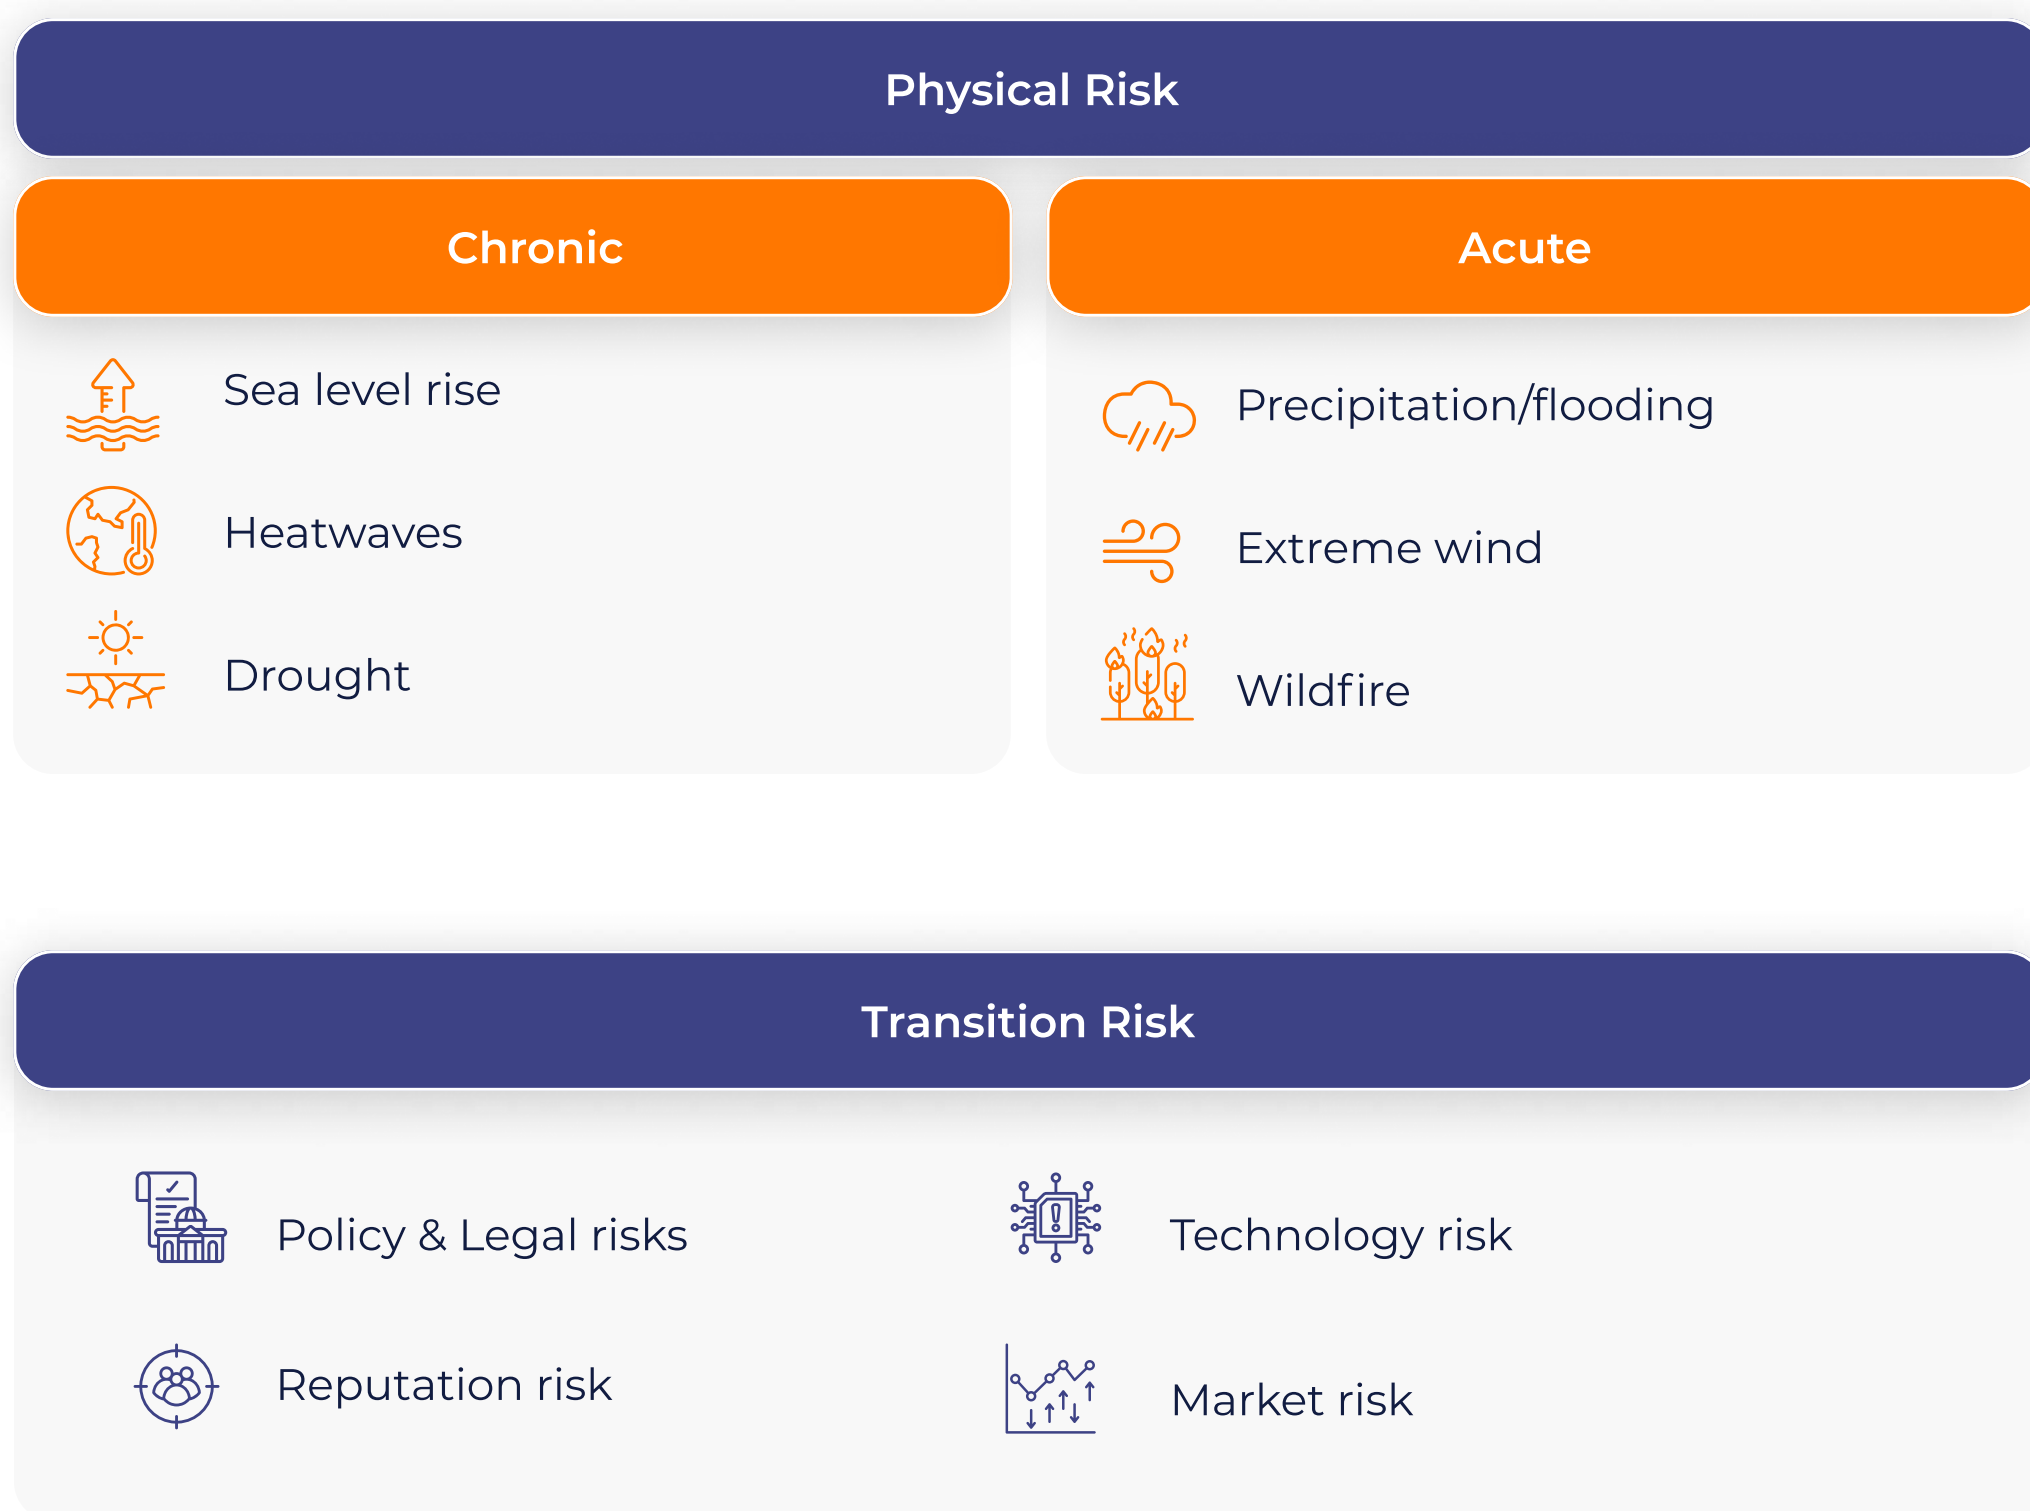 Physical Risk
Chronic
Sea level rise
Heatwaves
Drought
Acute
Precipitation/flooding
Extreme wind
Wildfire
Transition Risk
Policy & Legal risks
Technology risk
Reputation risk
Market risk